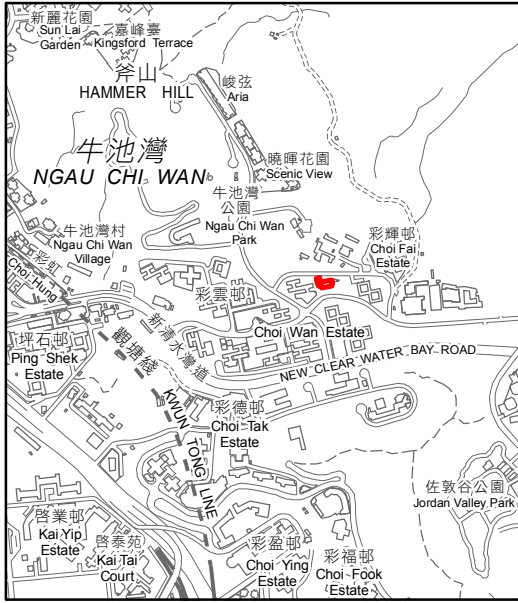 新麗花園
Sun Lai
Garden
嘉峰臺
Kingsford Terrace
斧山
HAMMER HILL
峻弦
Aria
牛池灣
NGAU CHI WAN
曉暉花園
Scenic View
牛池灣
公園
Ngau Chi Wan
Park
牛池灣村
Ngau Chi Wan
Village
彩輝邨
Choi Fai
Estate
彩虹
Choi Hung
彩雲邨
Choi Wan Estate
新清水灣道
NEW CLEAR WATER BAY ROAD
坪石邨
Ping Shek
Estate
觀塘綫
KWUN TONG LINE
彩德邨
Choi Tak
Estate
佐敦谷公園
Jordan Valley Park
啓業邨
Kai Yip
Estate
啓泰苑
Kai Tai
Court
彩盈邨
Choi Ying
Estate
彩福邨
Choi Fook
Estate